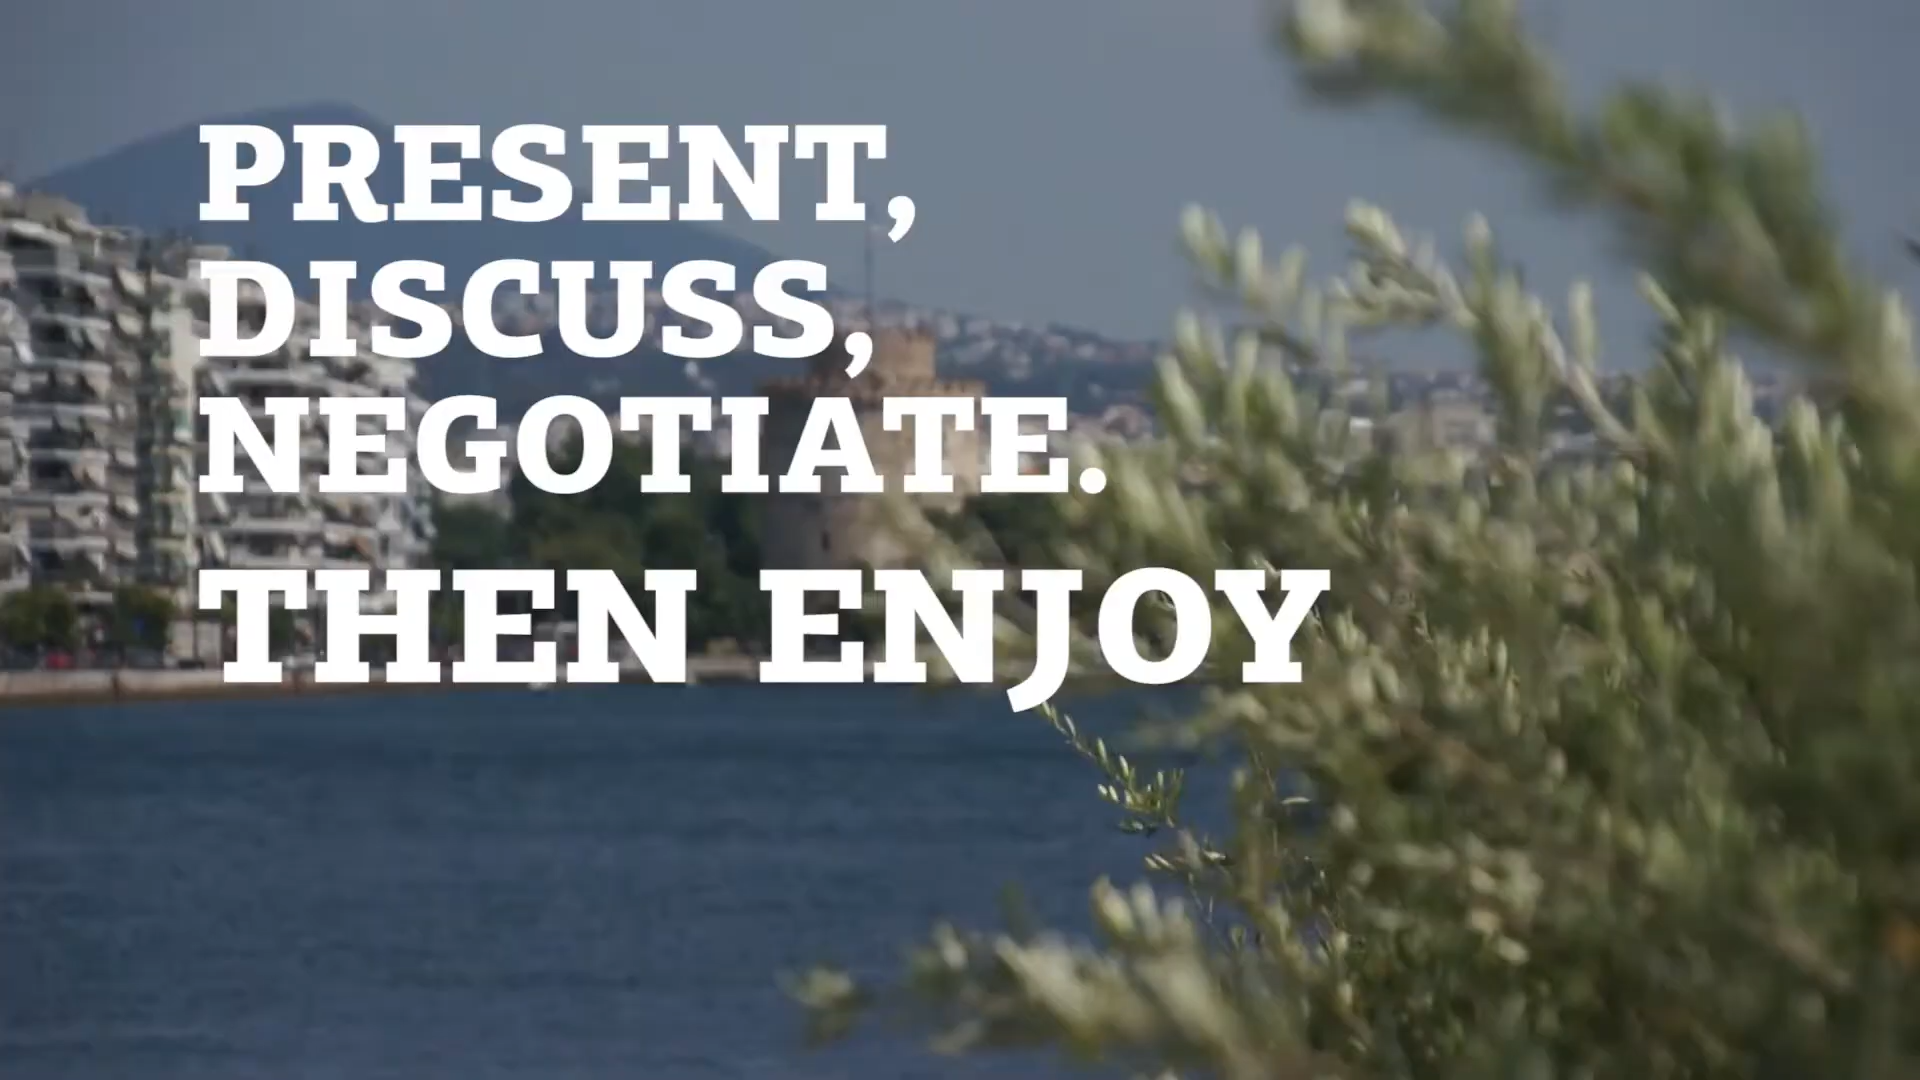 PRESENT,
DISCUSS,
NEGOTIATE.
THEN ENJOY